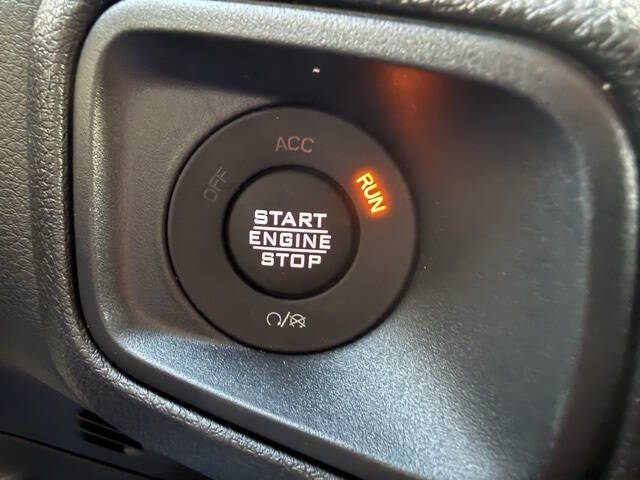 ACC
OFF
RUN
START
ENGINE
STOP